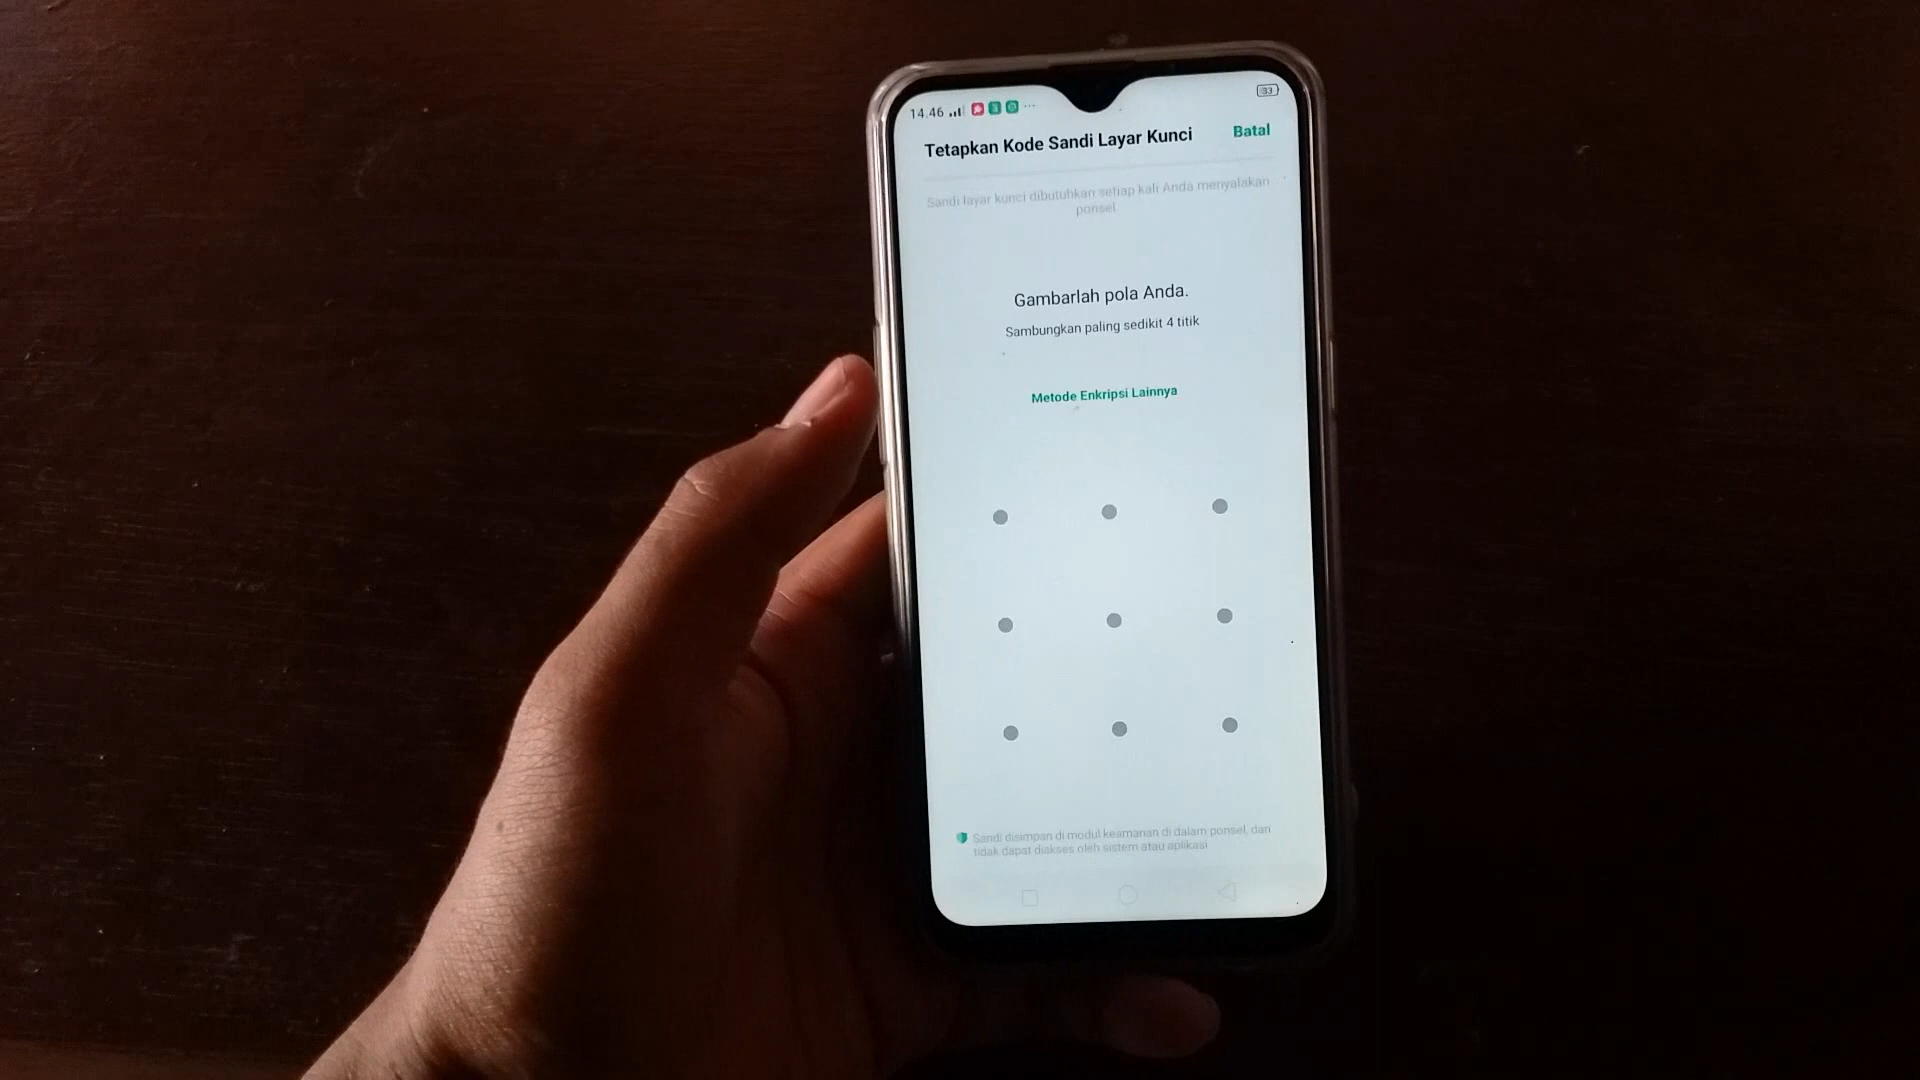 14.46
33
Tetapkan Kode Sandi Layar Kunci
Batal
Sandi layar kunci dibutuhkan setiap kali Anda menyalakan
ponsel
Gambarlah pola Anda.
Sambungkan paling sedikit 4 titik
Metode Enkripsi Lainnya
Sandi disimpan di modul keamanan di dalam ponsel, dan
tidak dapat diakses oleh sistem atau aplikasi